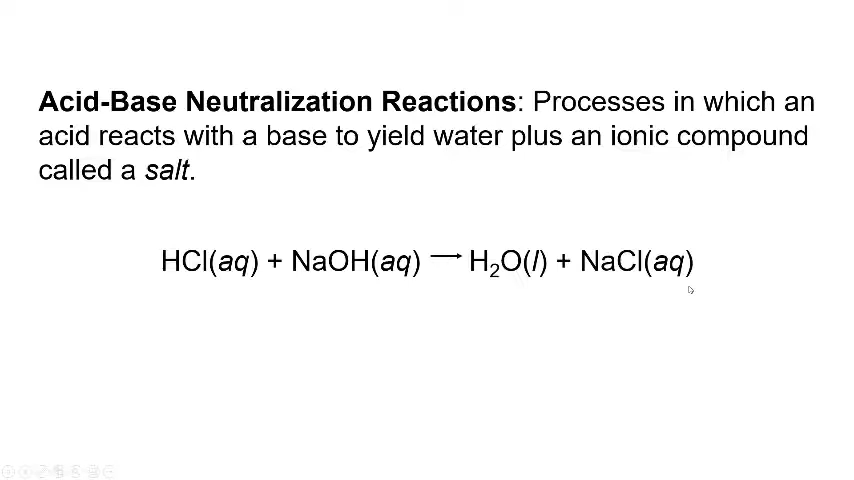 Acid-Base Neutralization Reactions: Processes in which an
acid reacts with a base to yield water plus an ionic compound
called a salt.
HCl(aq) + NaOH(aq) ⟶ H₂O(l) + NaCl(aq)